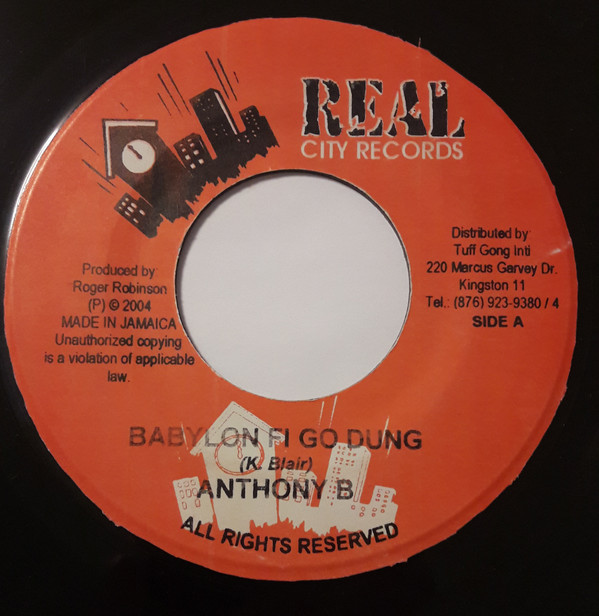 REAL
CITY RECORDS
Produced by
Roger Robinson
(P) © 2004
MADE IN JAMAICA
Unauthorized copying
is a violation of applicable
law.
Distributed by
Tuff Gong Intl
220 Marcus Garvey Dr.
Kingston 11
Tel.: (876) 923-9380 / 4
SIDE A
BABYLON FI GO DUNG
(K. Blair)
ANTHONY B
ALL RIGHTS RESERVED